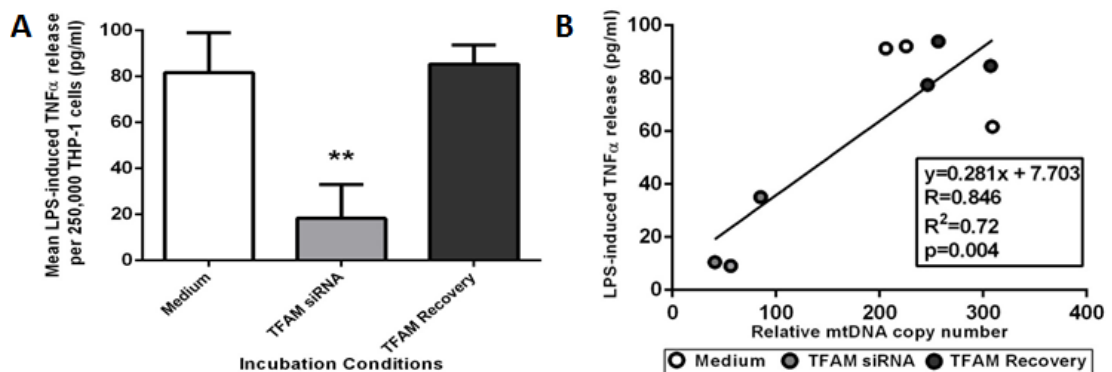 A
Mean LPS-induced TNFα release
per 250,000 THP-1 cells (pg/ml)
100
80
60
40
20
0
**
Medium
TFAM siRNA
TFAM Recovery
Incubation Conditions
B
LPS-induced TNFα release (pg/ml)
100
80
60
40
20
0
y=0.281x + 7.703
R=0.846
R²=0.72
p=0.004
0 100 200 300 400
Relative mtDNA copy number
Medium TFAM siRNA TFAM Recovery